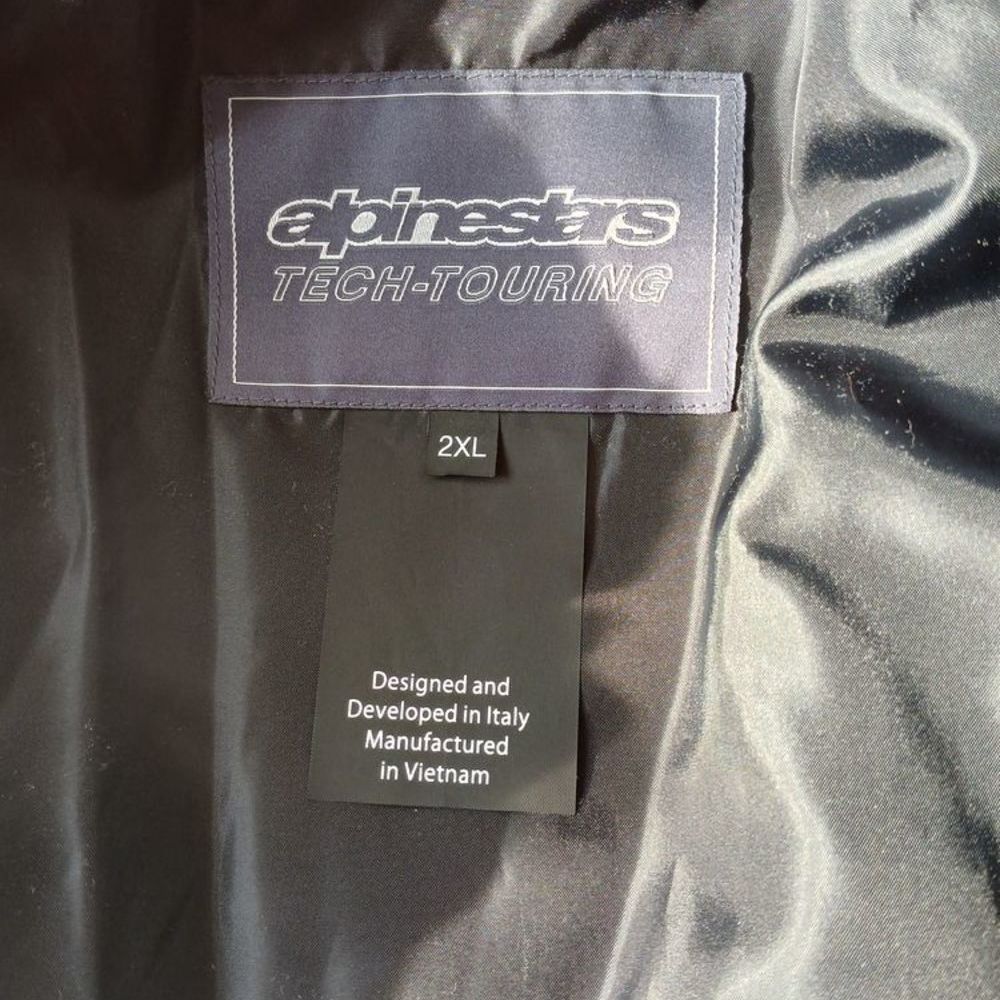 alpinestars
TECH-TOURING
2XL
Designed and
Developed in Italy
Manufactured
in Vietnam